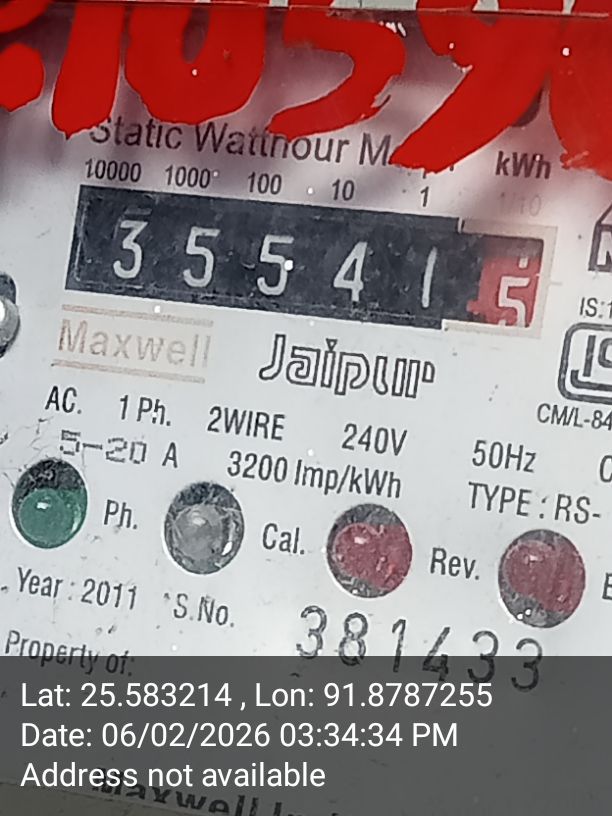 Static Watthour M
kWh
10000 1000 100 10 1 1/10
3 5 5 4 1 5
Maxwell
Jaipur
AC. 1 Ph. 2WIRE 240V 50Hz
5-20 A 3200 Imp/kWh TYPE : RS-
Ph. Cal. Rev.
Year : 2011 S.No. 381433
Property of:
IS:1
CM/L-84
Lat: 25.583214 , Lon: 91.8787255
Date: 06/02/2026 03:34:34 PM
Address not available
Maxwell